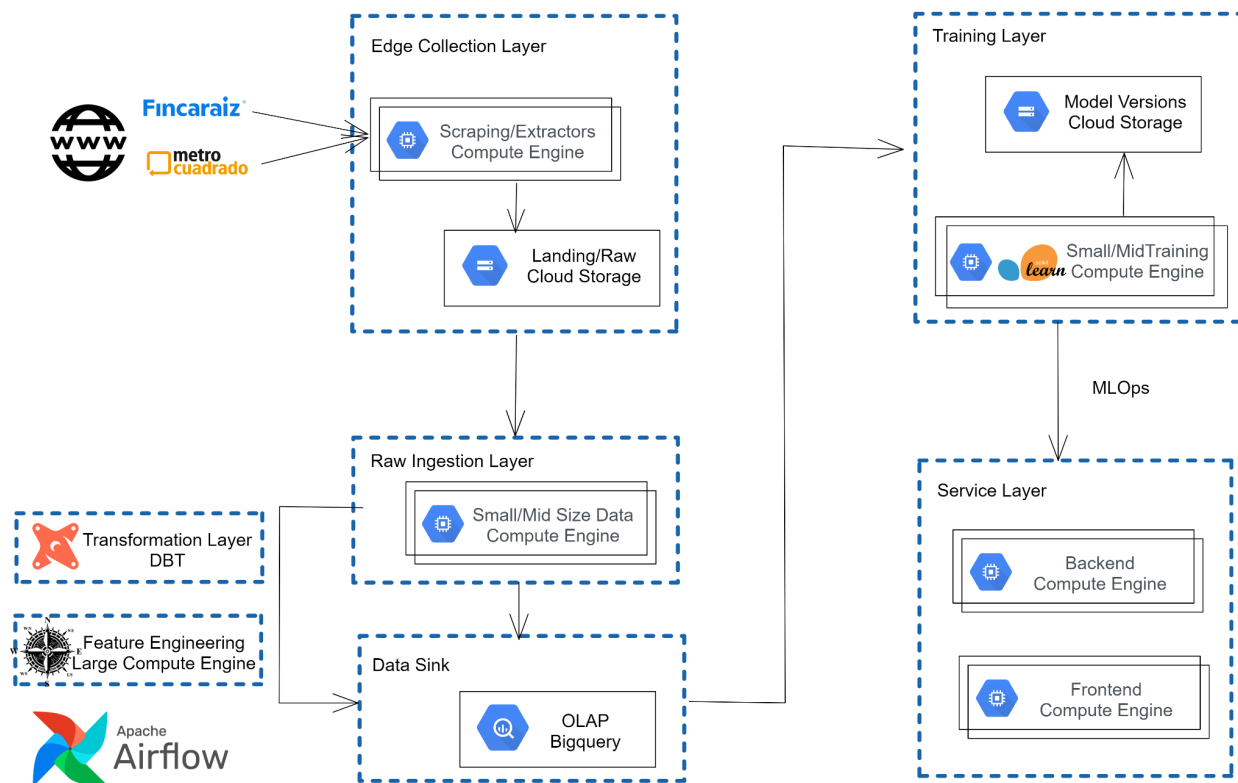 Edge Collection Layer
WWW
Fincaraiz
metro
cuadrado
Scraping/Extractors
Compute Engine
Landing/Raw
Cloud Storage
Raw Ingestion Layer
Small/Mid Size Data
Compute Engine
Transformation Layer
DBT
N
W
E
S
Feature Engineering
Large Compute Engine
Apache
Airflow
Data Sink
OLAP
Bigquery
Training Layer
Model Versions
Cloud Storage
learn
Small/MidTraining
Compute Engine
MLOps
Service Layer
Backend
Compute Engine
Frontend
Compute Engine